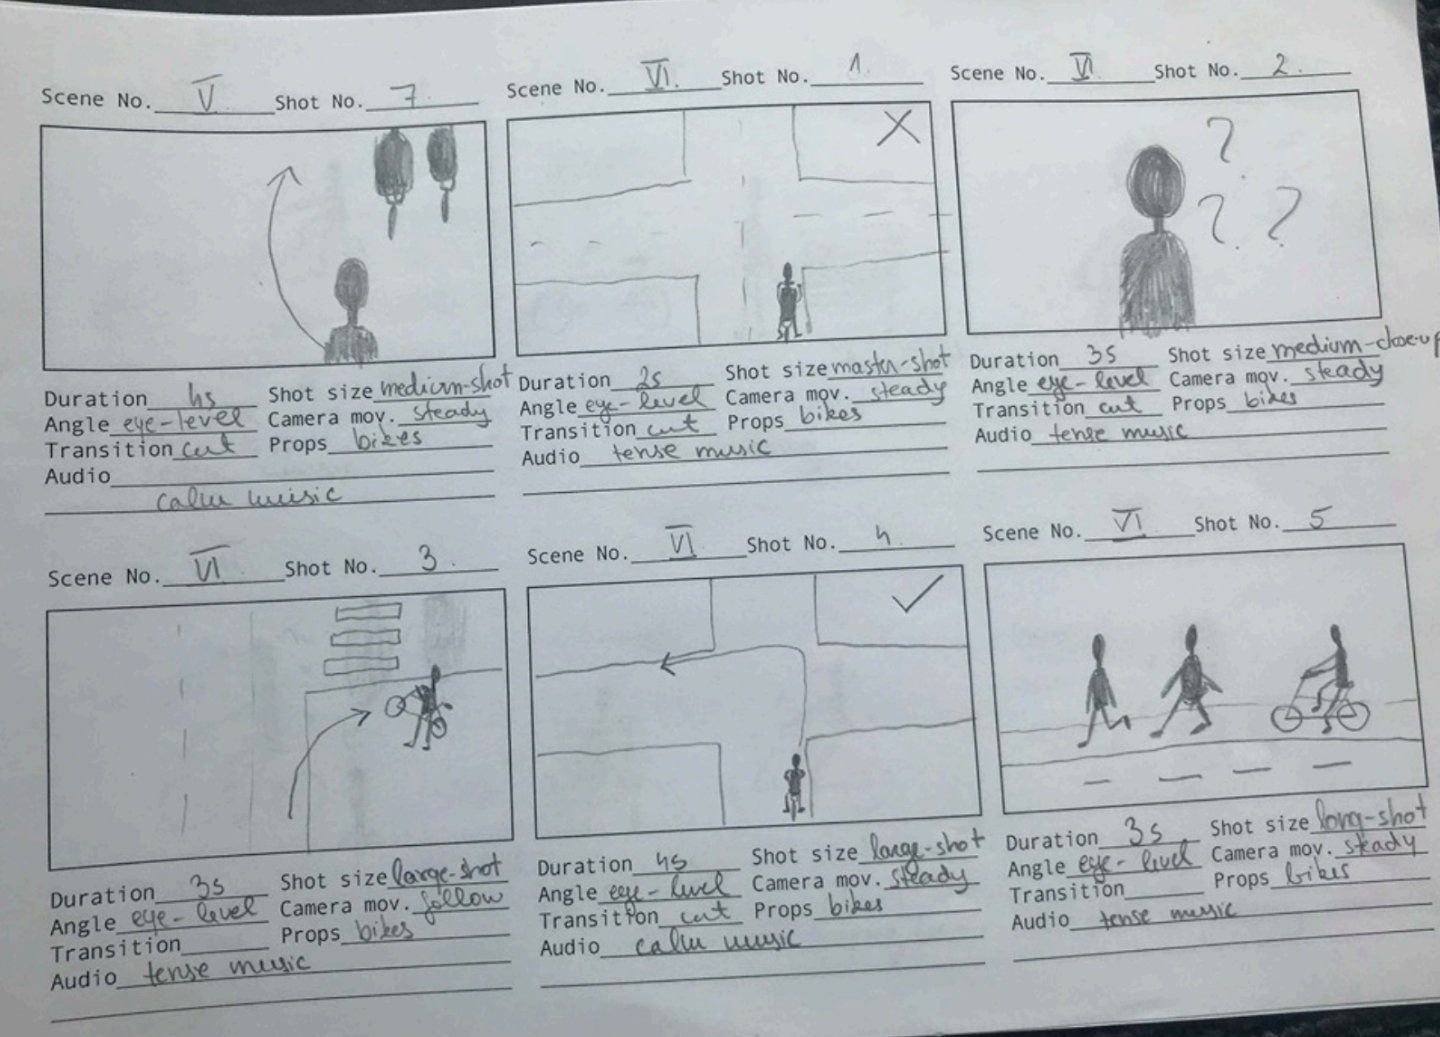 Scene No. V Shot No. 7.
Duration 4s Shot size medium-shot
Angle eye-level Camera mov. steady
Transition cut Props bikes
Audio
calm music
Scene No. VI. Shot No. 1.
X
Duration 2s Shot size master-shot
Angle eye-level Camera mov. steady
Transition cut Props bikes
Audio tense music
Scene No. VI Shot No. 2.
?
? ?
Duration 3s Shot size medium-close-up
Angle eye-level Camera mov. steady
Transition cut Props bikes
Audio tense music
Scene No. VI Shot No. 3.
Duration 3s Shot size large-shot
Angle eye-level Camera mov. follow
Transition Props bikes
Audio tense music
Scene No. VI Shot No. 4
Duration 4s Shot size large-shot
Angle eye-level Camera mov. steady
Transition cut Props bikes
Audio calm music
Scene No. VI Shot No. 5
Duration 3s Shot size long-shot
Angle eye-level Camera mov. steady
Transition Props bikes
Audio tense music